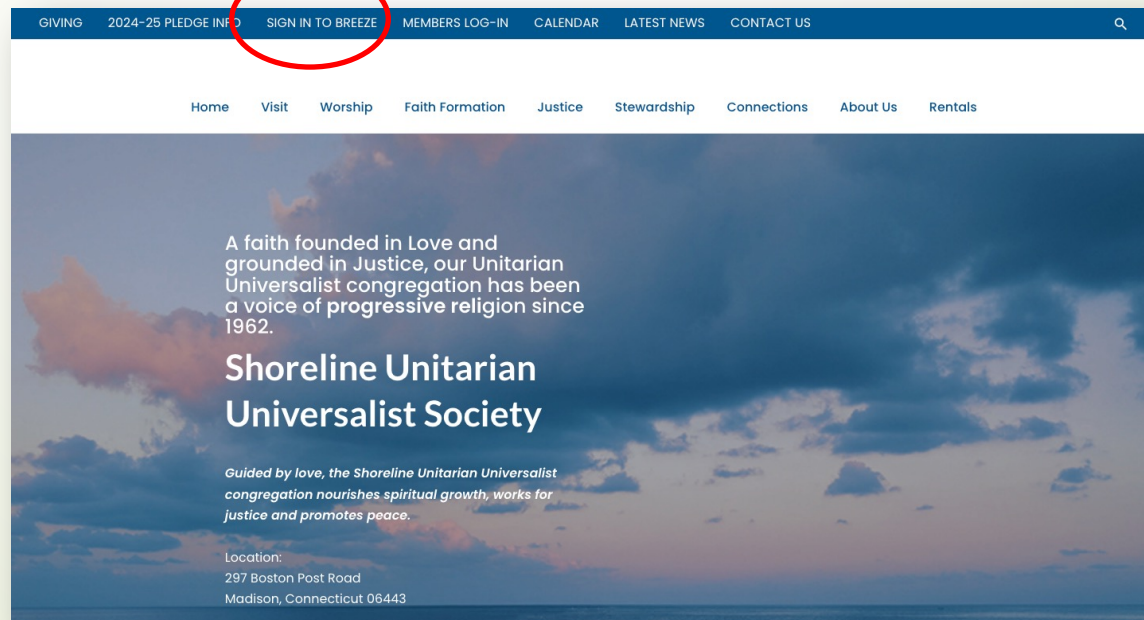 GIVING 2024-25 PLEDGE INFO SIGN IN TO BREEZE MEMBERS LOG-IN CALENDAR LATEST NEWS CONTACT US
Home Visit Worship Faith Formation Justice Stewardship Connections About Us Rentals
A faith founded in Love and
grounded in Justice, our Unitarian
Universalist congregation has been
a voice of progressive religion since
1962.
Shoreline Unitarian
Universalist Society
Guided by love, the Shoreline Unitarian Universalist
congregation nourishes spiritual growth, works for
justice and promotes peace.
Location:
297 Boston Post Road
Madison, Connecticut 06443